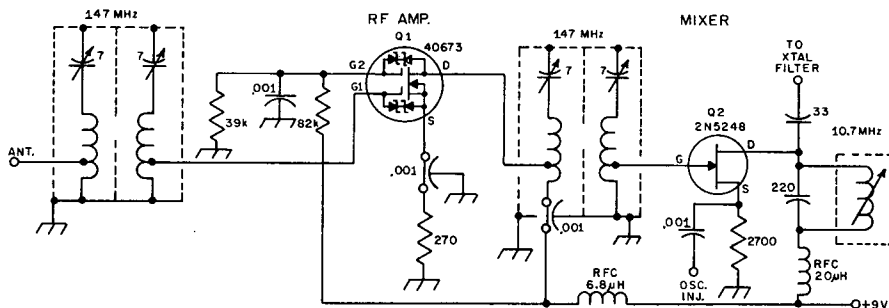 RF AMP.
MIXER
147 MHz
Q1
40673
147 MHz
TO
XTAL
FILTER
7
7
G2
D
7
7
.001
G1
Q2
2N5248
33
39k
82k
S
D
10.7MHz
ANT.
G
.001
S
220
.001
.001
270
2700
RFC
6.8µH
OSC.
INJ.
RFC
20µH
+9V